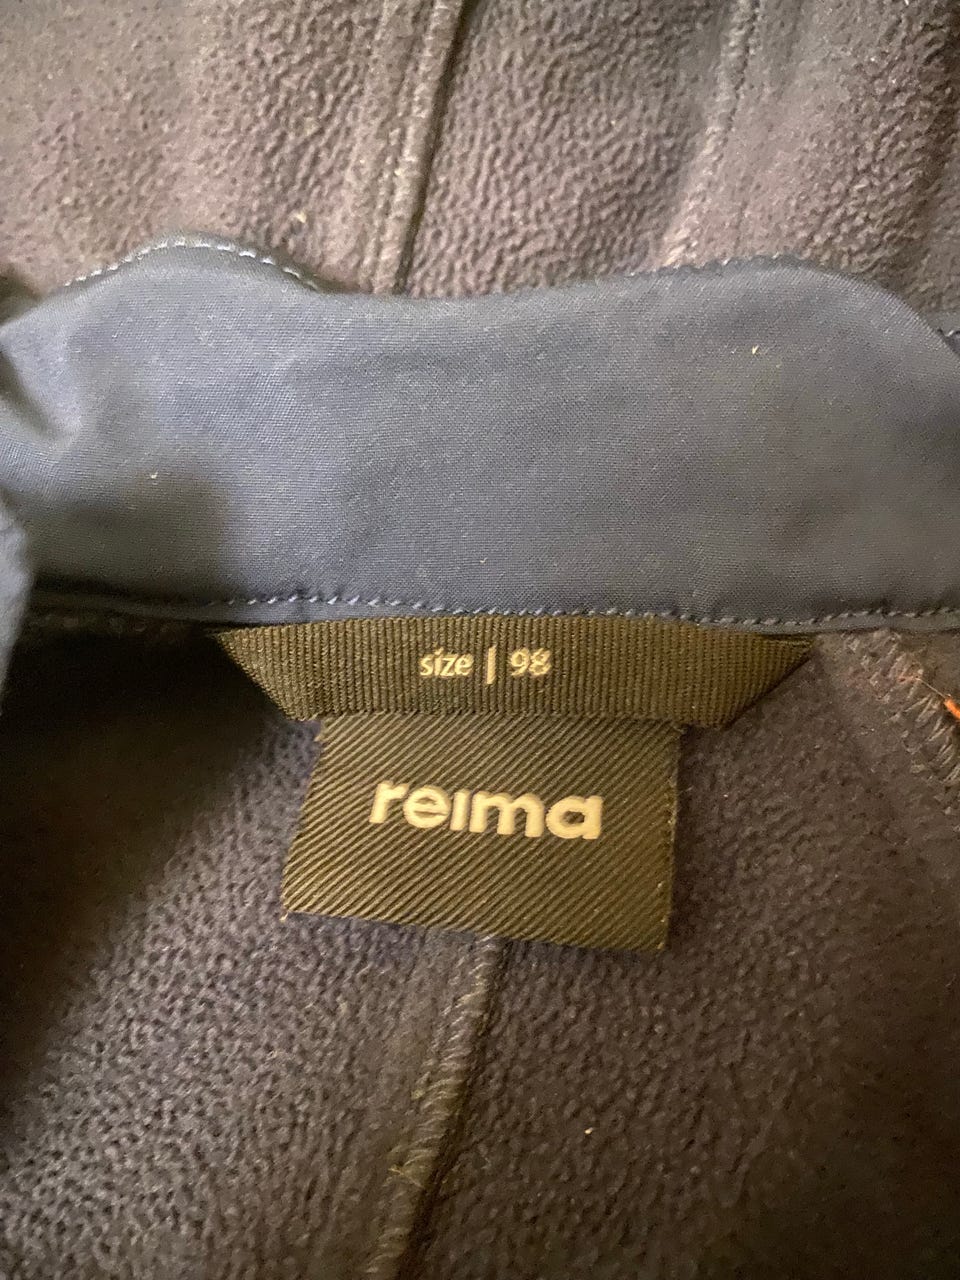 size | 98
reima